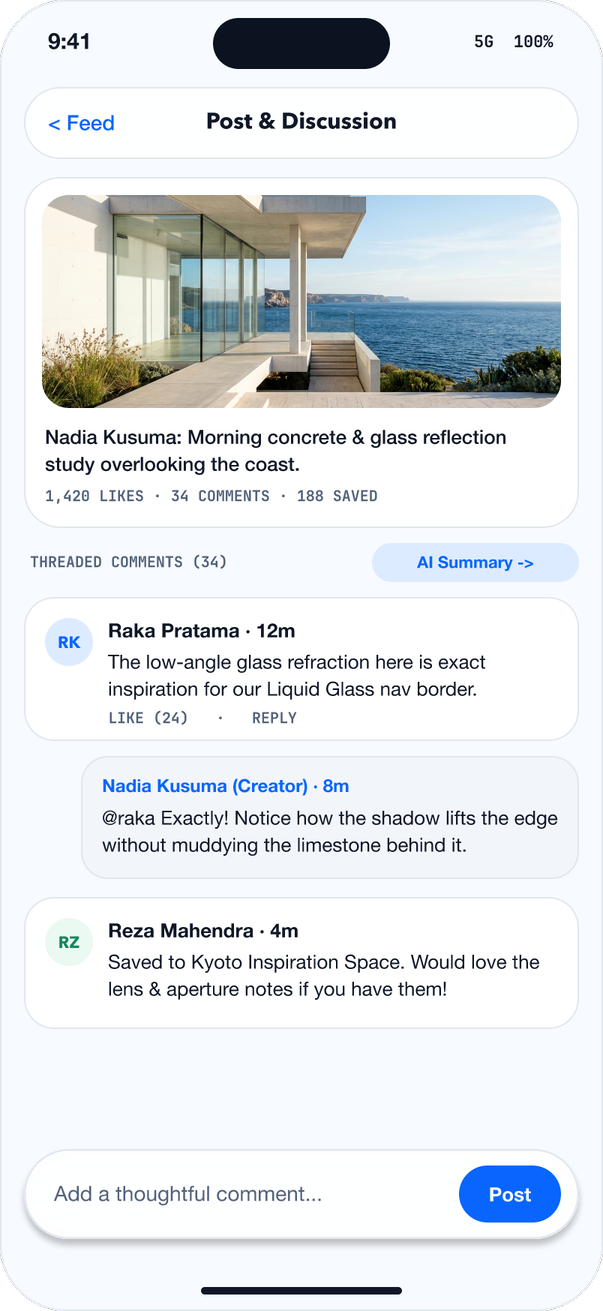 9:41
5G 100%
< Feed
Post & Discussion
Nadia Kusuma: Morning concrete & glass reflection
study overlooking the coast.
1,420 LIKES · 34 COMMENTS · 188 SAVED
THREADED COMMENTS (34)
AI Summary ->
RK
Raka Pratama · 12m
The low-angle glass refraction here is exact
inspiration for our Liquid Glass nav border.
LIKE (24) · REPLY
Nadia Kusuma (Creator) · 8m
@raka Exactly! Notice how the shadow lifts the edge
without muddying the limestone behind it.
RZ
Reza Mahendra · 4m
Saved to Kyoto Inspiration Space. Would love the
lens & aperture notes if you have them!
Add a thoughtful comment...
Post